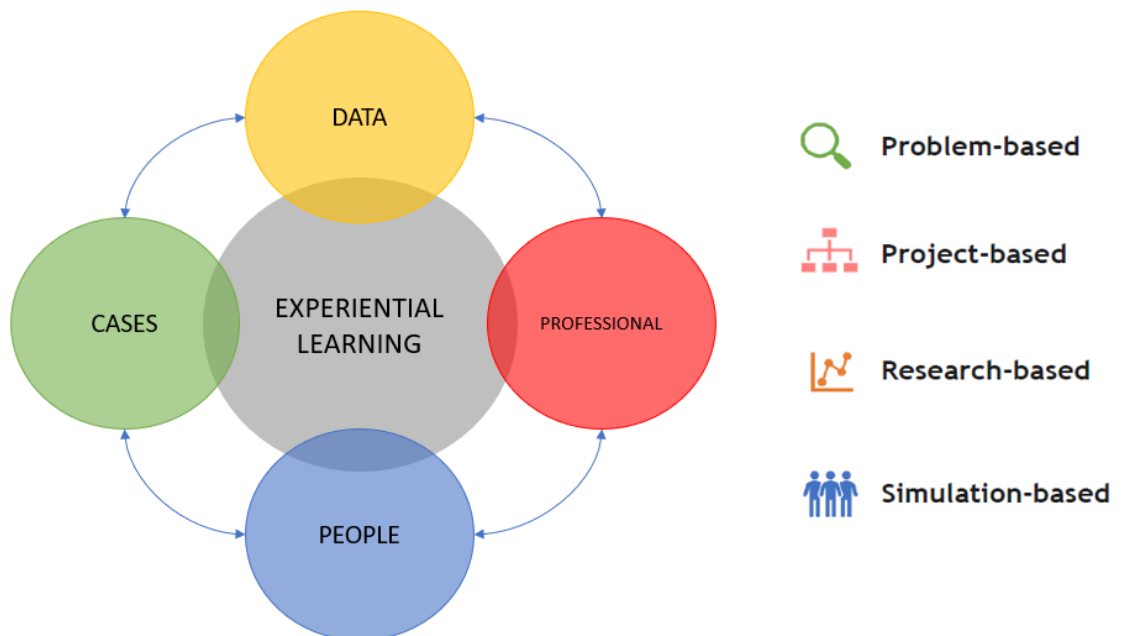 DATA
CASES
EXPERIENTIAL
LEARNING
PROFESSIONAL
PEOPLE
Problem-based
Project-based
Research-based
Simulation-based